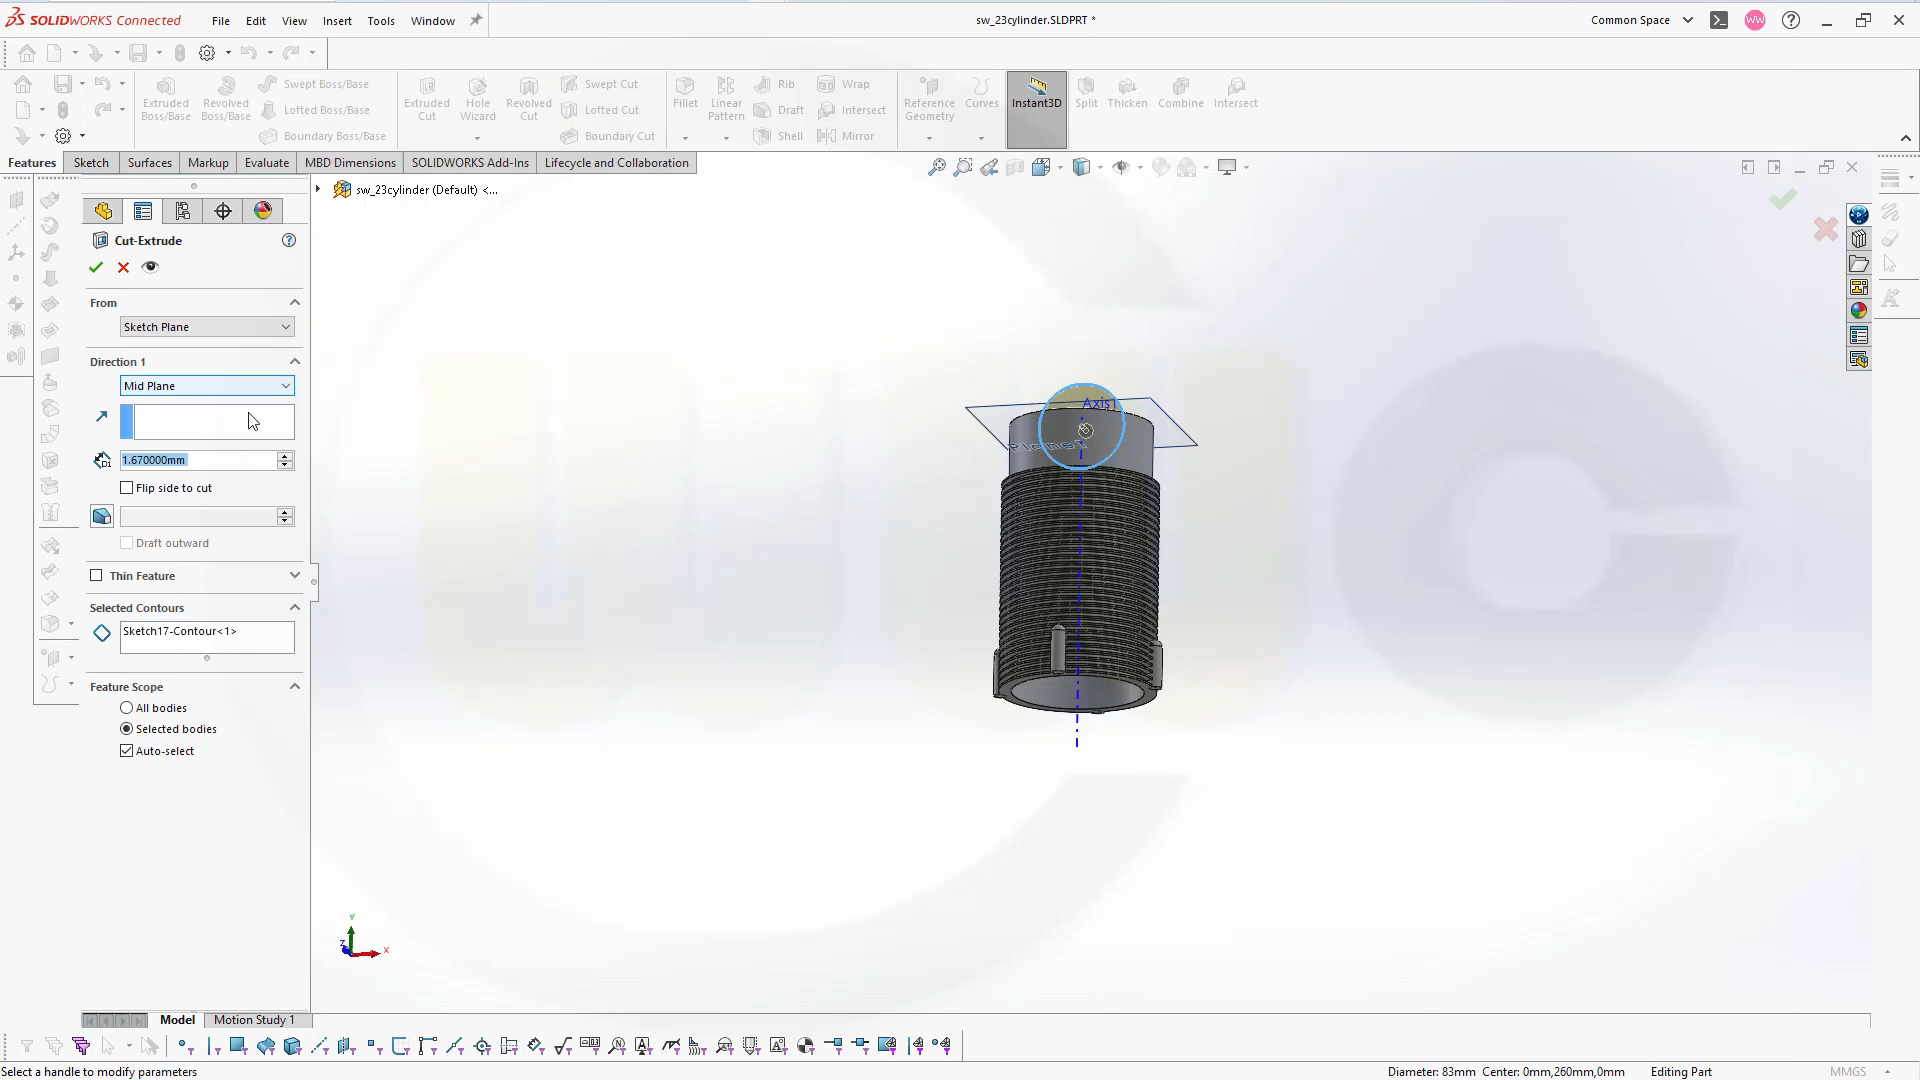 SOLIDWORKS Connected
File Edit View Insert Tools Window
sw_23cylinder.SLDPRT *
Common Space
WW
Extruded Boss/Base
Revolved Boss/Base
Swept Boss/Base
Lofted Boss/Base
Boundary Boss/Base
Extruded Cut
Hole Wizard
Revolved Cut
Swept Cut
Lofted Cut
Boundary Cut
Fillet
Linear Pattern
Rib
Draft
Shell
Wrap
Intersect
Mirror
Reference Geometry
Curves
Instant3D
Split
Thicken
Combine
Intersect
Features Sketch Surfaces Markup Evaluate MBD Dimensions SOLIDWORKS Add-Ins Lifecycle and Collaboration
sw_23cylinder (Default) <...
Cut-Extrude
From
Sketch Plane
Direction 1
Mid Plane
D1
1.670000mm
Flip side to cut
Draft outward
Thin Feature
Selected Contours
Sketch17-Contour<1>
Feature Scope
All bodies
Selected bodies
Auto-select
Axis1
Plane1
Y
Z
X
Model Motion Study 1
Select a handle to modify parameters
Diameter: 83mm Center: 0mm,260mm,0mm
Editing Part
MMGS